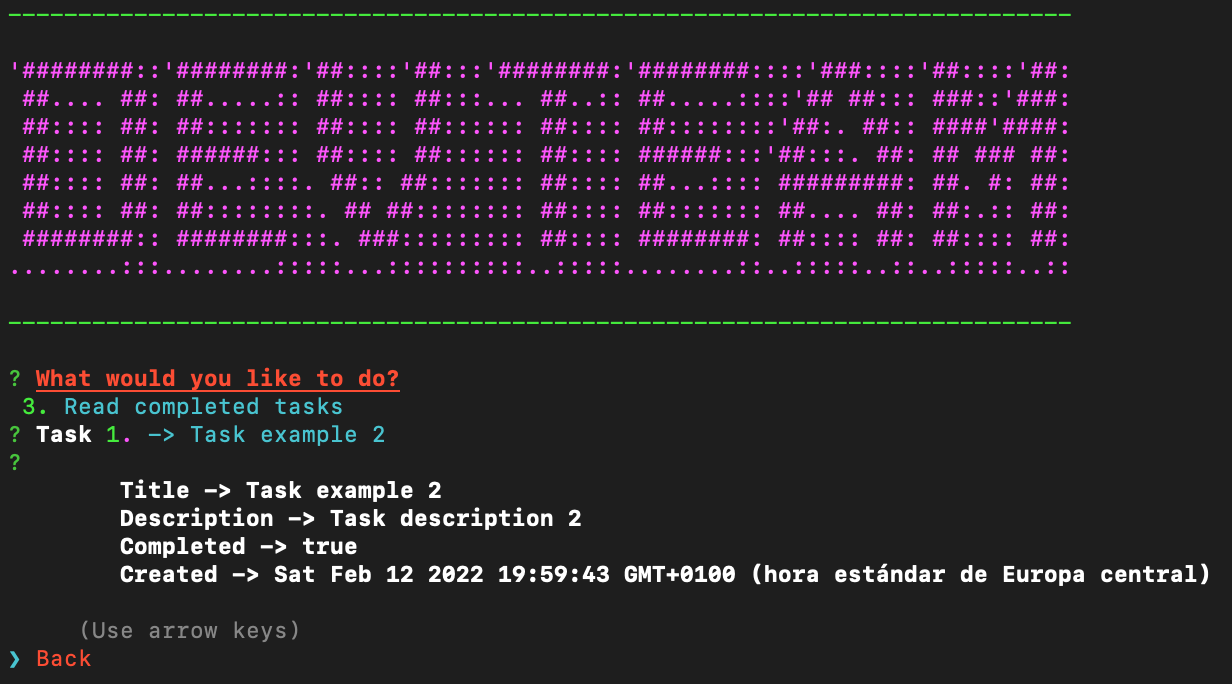 ------------------------------------------------------------
'########::'########:'##::::'##:::'########:'########::::'###::::'##::::'##:
 ##.... ##: ##.....:: ##:::: ##:::... ##..:: ##.....::::'## ##::: ###::'###:
 ##:::: ##: ##::::::: ##:::: ##:::::: ##:::: ##::::::::'##:. ##:: ####'####:
 ##:::: ##: ######::: ##:::: ##:::::: ##:::: ######:::'##:::. ##: ## ### ##:
 ##:::: ##: ##...::::. ##:: ##::::::: ##:::: ##...:::: #########: ##. #: ##:
 ##:::: ##: ##::::::::. ## ##:::::::: ##:::: ##::::::: ##.... ##: ##:.:: ##:
 ########:: ########:::. ###::::::::: ##:::: ########: ##:::: ##: ##:::: ##:
........:::........:::::...::::::::::..:::::........::..:::::..::..:::::..::
------------------------------------------------------------
? What would you like to do?
 3. Read completed tasks
? Task 1. -> Task example 2
?
        Title -> Task example 2
        Description -> Task description 2
        Completed -> true
        Created -> Sat Feb 12 2022 19:59:43 GMT+0100 (hora estándar de Europa central)
     (Use arrow keys)
❯ Back